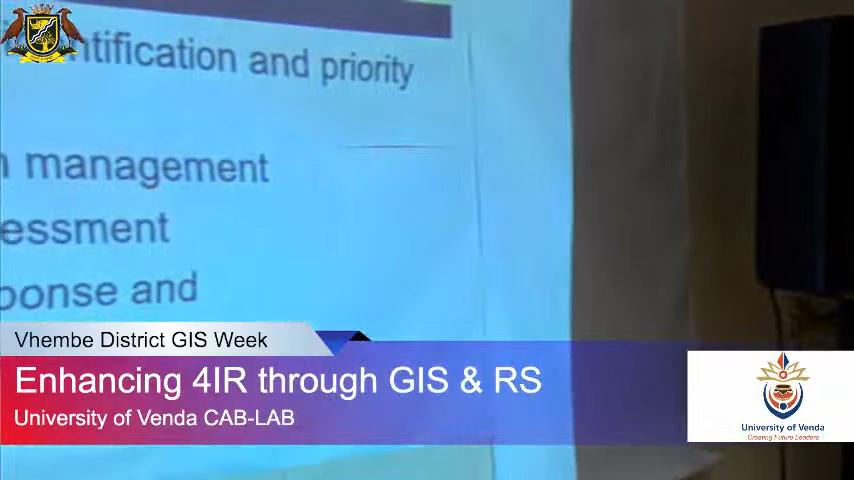 ntification and priority
management
essment
ponse and
Vhembe District GIS Week
Enhancing 4IR through GIS & RS
University of Venda CAB-LAB
University of Venda
Creating Future Leaders